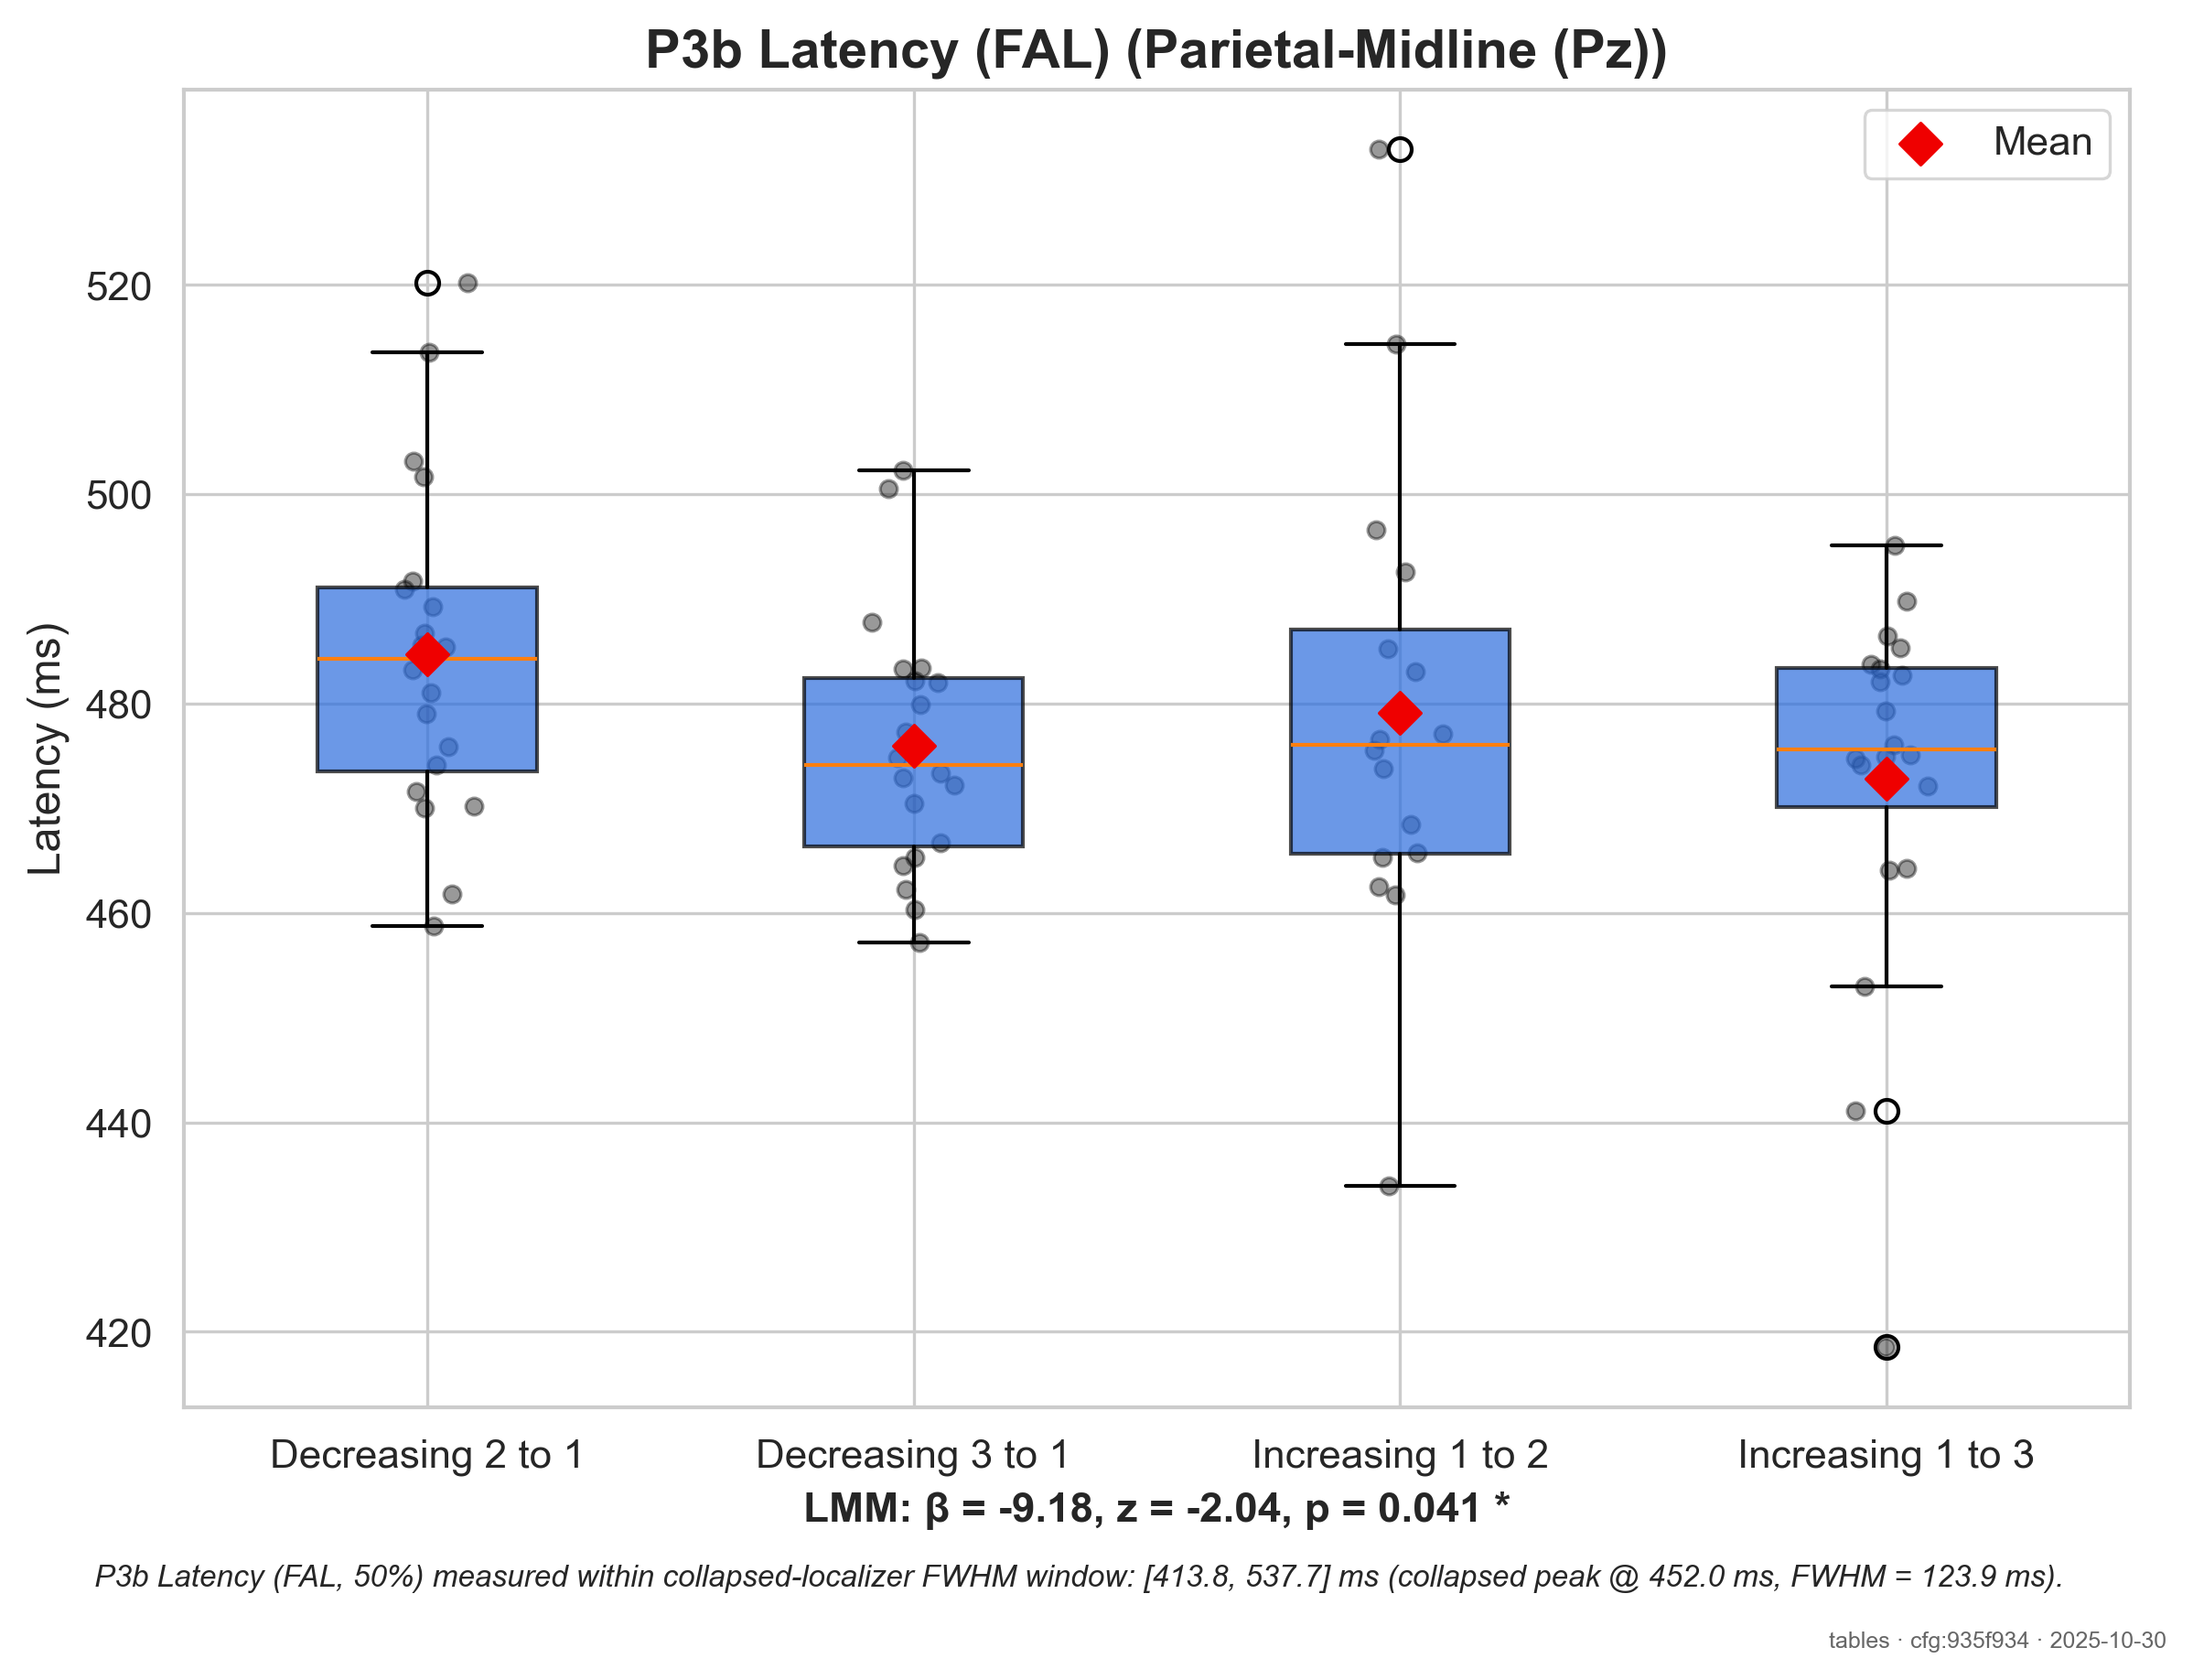 P3b Latency (FAL) (Parietal-Midline (Pz))
Mean
Latency (ms)
520
500
480
460
440
420
Decreasing 2 to 1
Decreasing 3 to 1
Increasing 1 to 2
Increasing 1 to 3
LMM: β = -9.18, z = -2.04, p = 0.041 *
P3b Latency (FAL, 50%) measured within collapsed-localizer FWHM window: [413.8, 537.7] ms (collapsed peak @ 452.0 ms, FWHM = 123.9 ms).
tables · cfg:935f934 · 2025-10-30